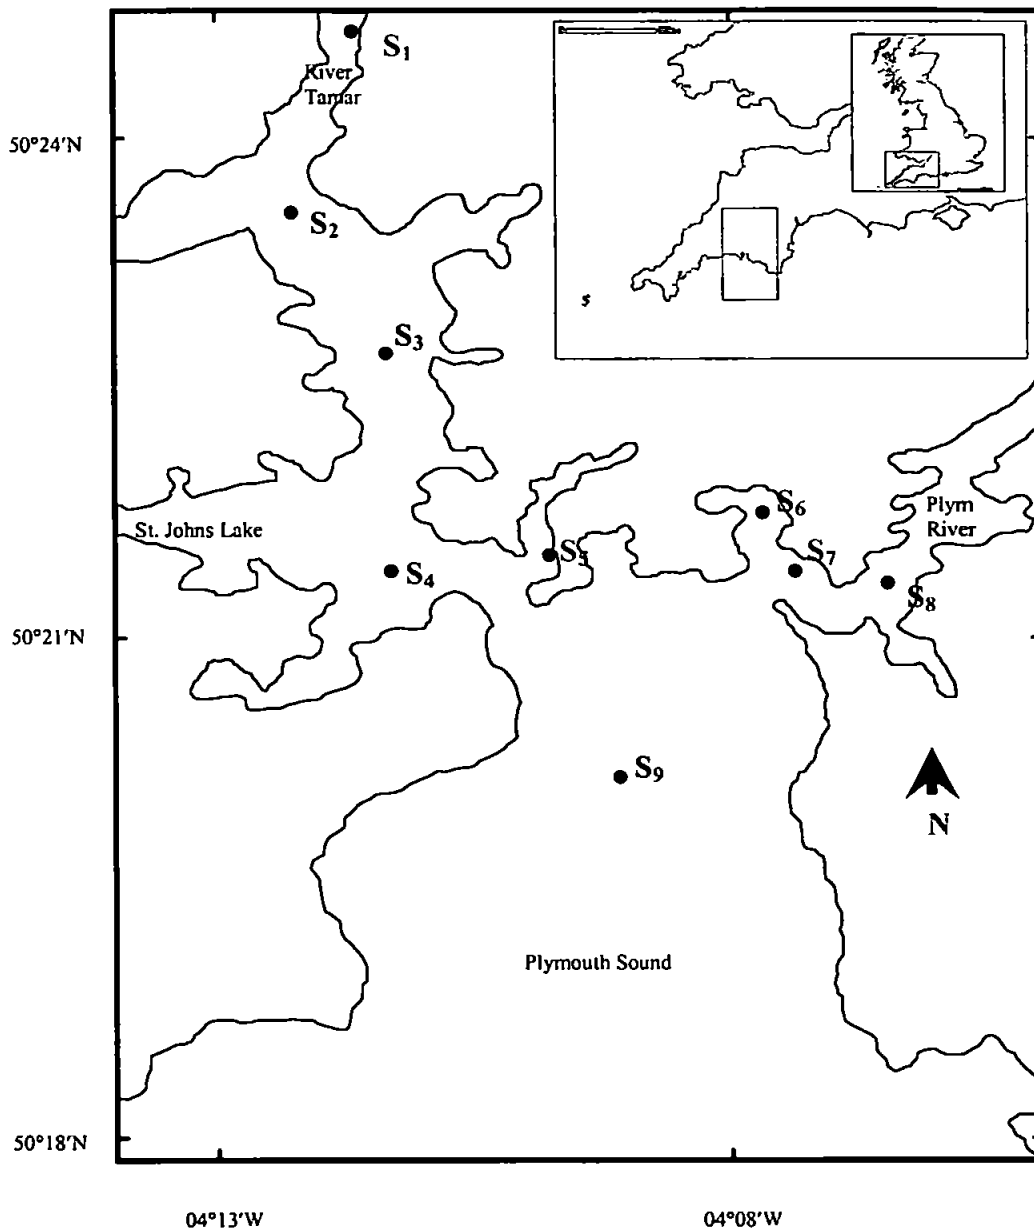 S₁
River
Tamar
50°24′N
S₂
S₃
S₆
Plym
River
St. Johns Lake
S₅
S₇
S₄
S₈
50°21′N
S₉
N
Plymouth Sound
50°18′N
04°13′W
04°08′W